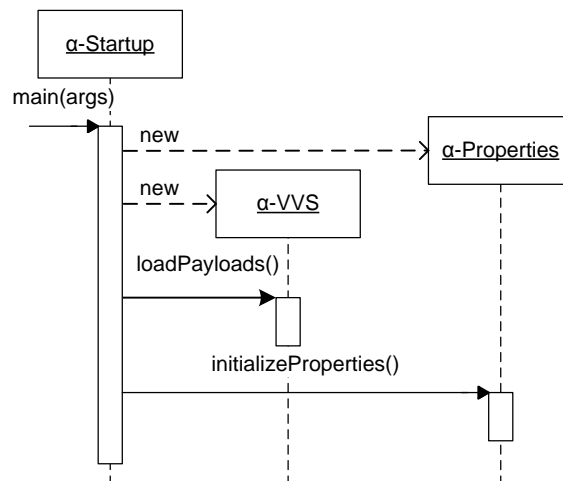 α-Startup
main(args)
new
α-Properties
new
α-VVS
loadPayloads()
initializeProperties()